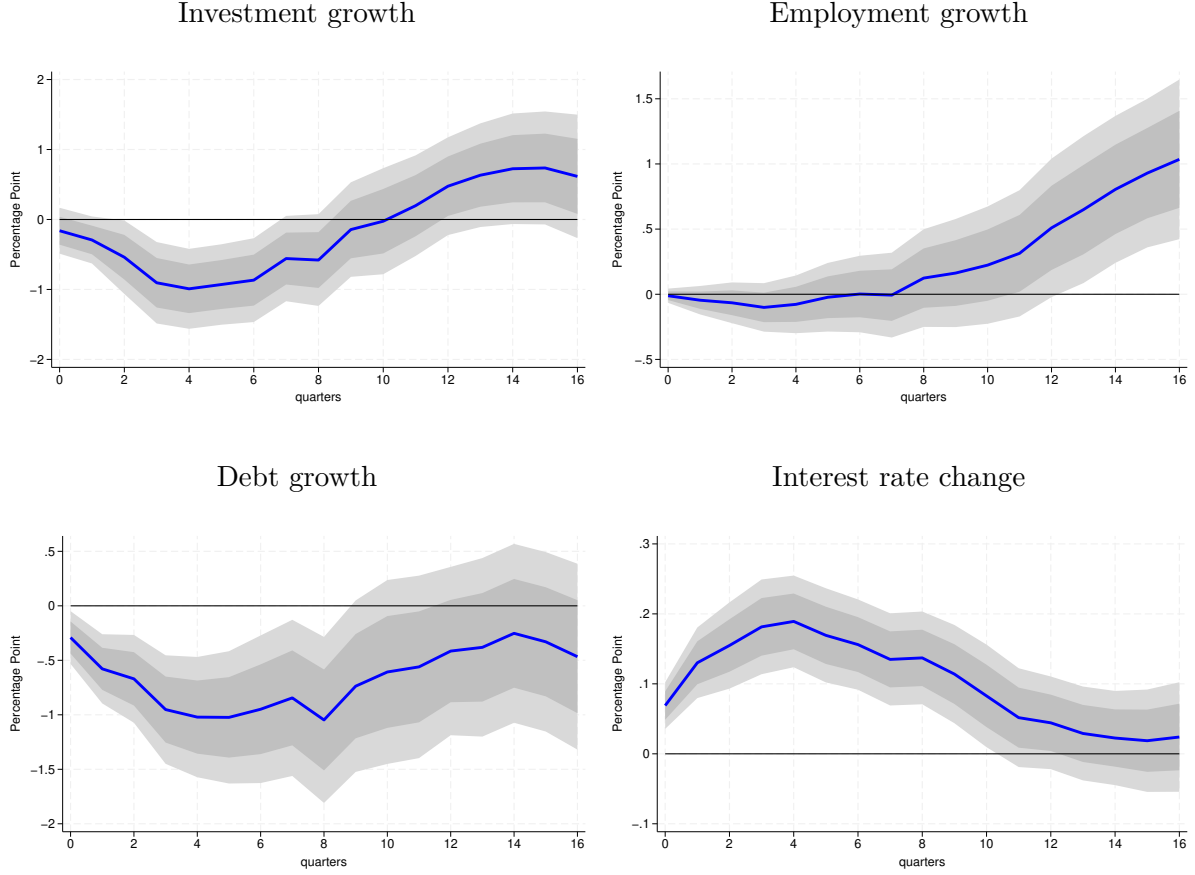 Investment growth
Employment growth
Percentage Point
2
1
0
−1
−2
0 2 4 6 8 10 12 14 16
quarters
Percentage Point
1.5
1
.5
0
−.5
0 2 4 6 8 10 12 14 16
quarters
Debt growth
Interest rate change
Percentage Point
.5
0
−.5
−1
−1.5
−2
0 2 4 6 8 10 12 14 16
quarters
Percentage Point
.3
.2
.1
0
−.1
0 2 4 6 8 10 12 14 16
quarters